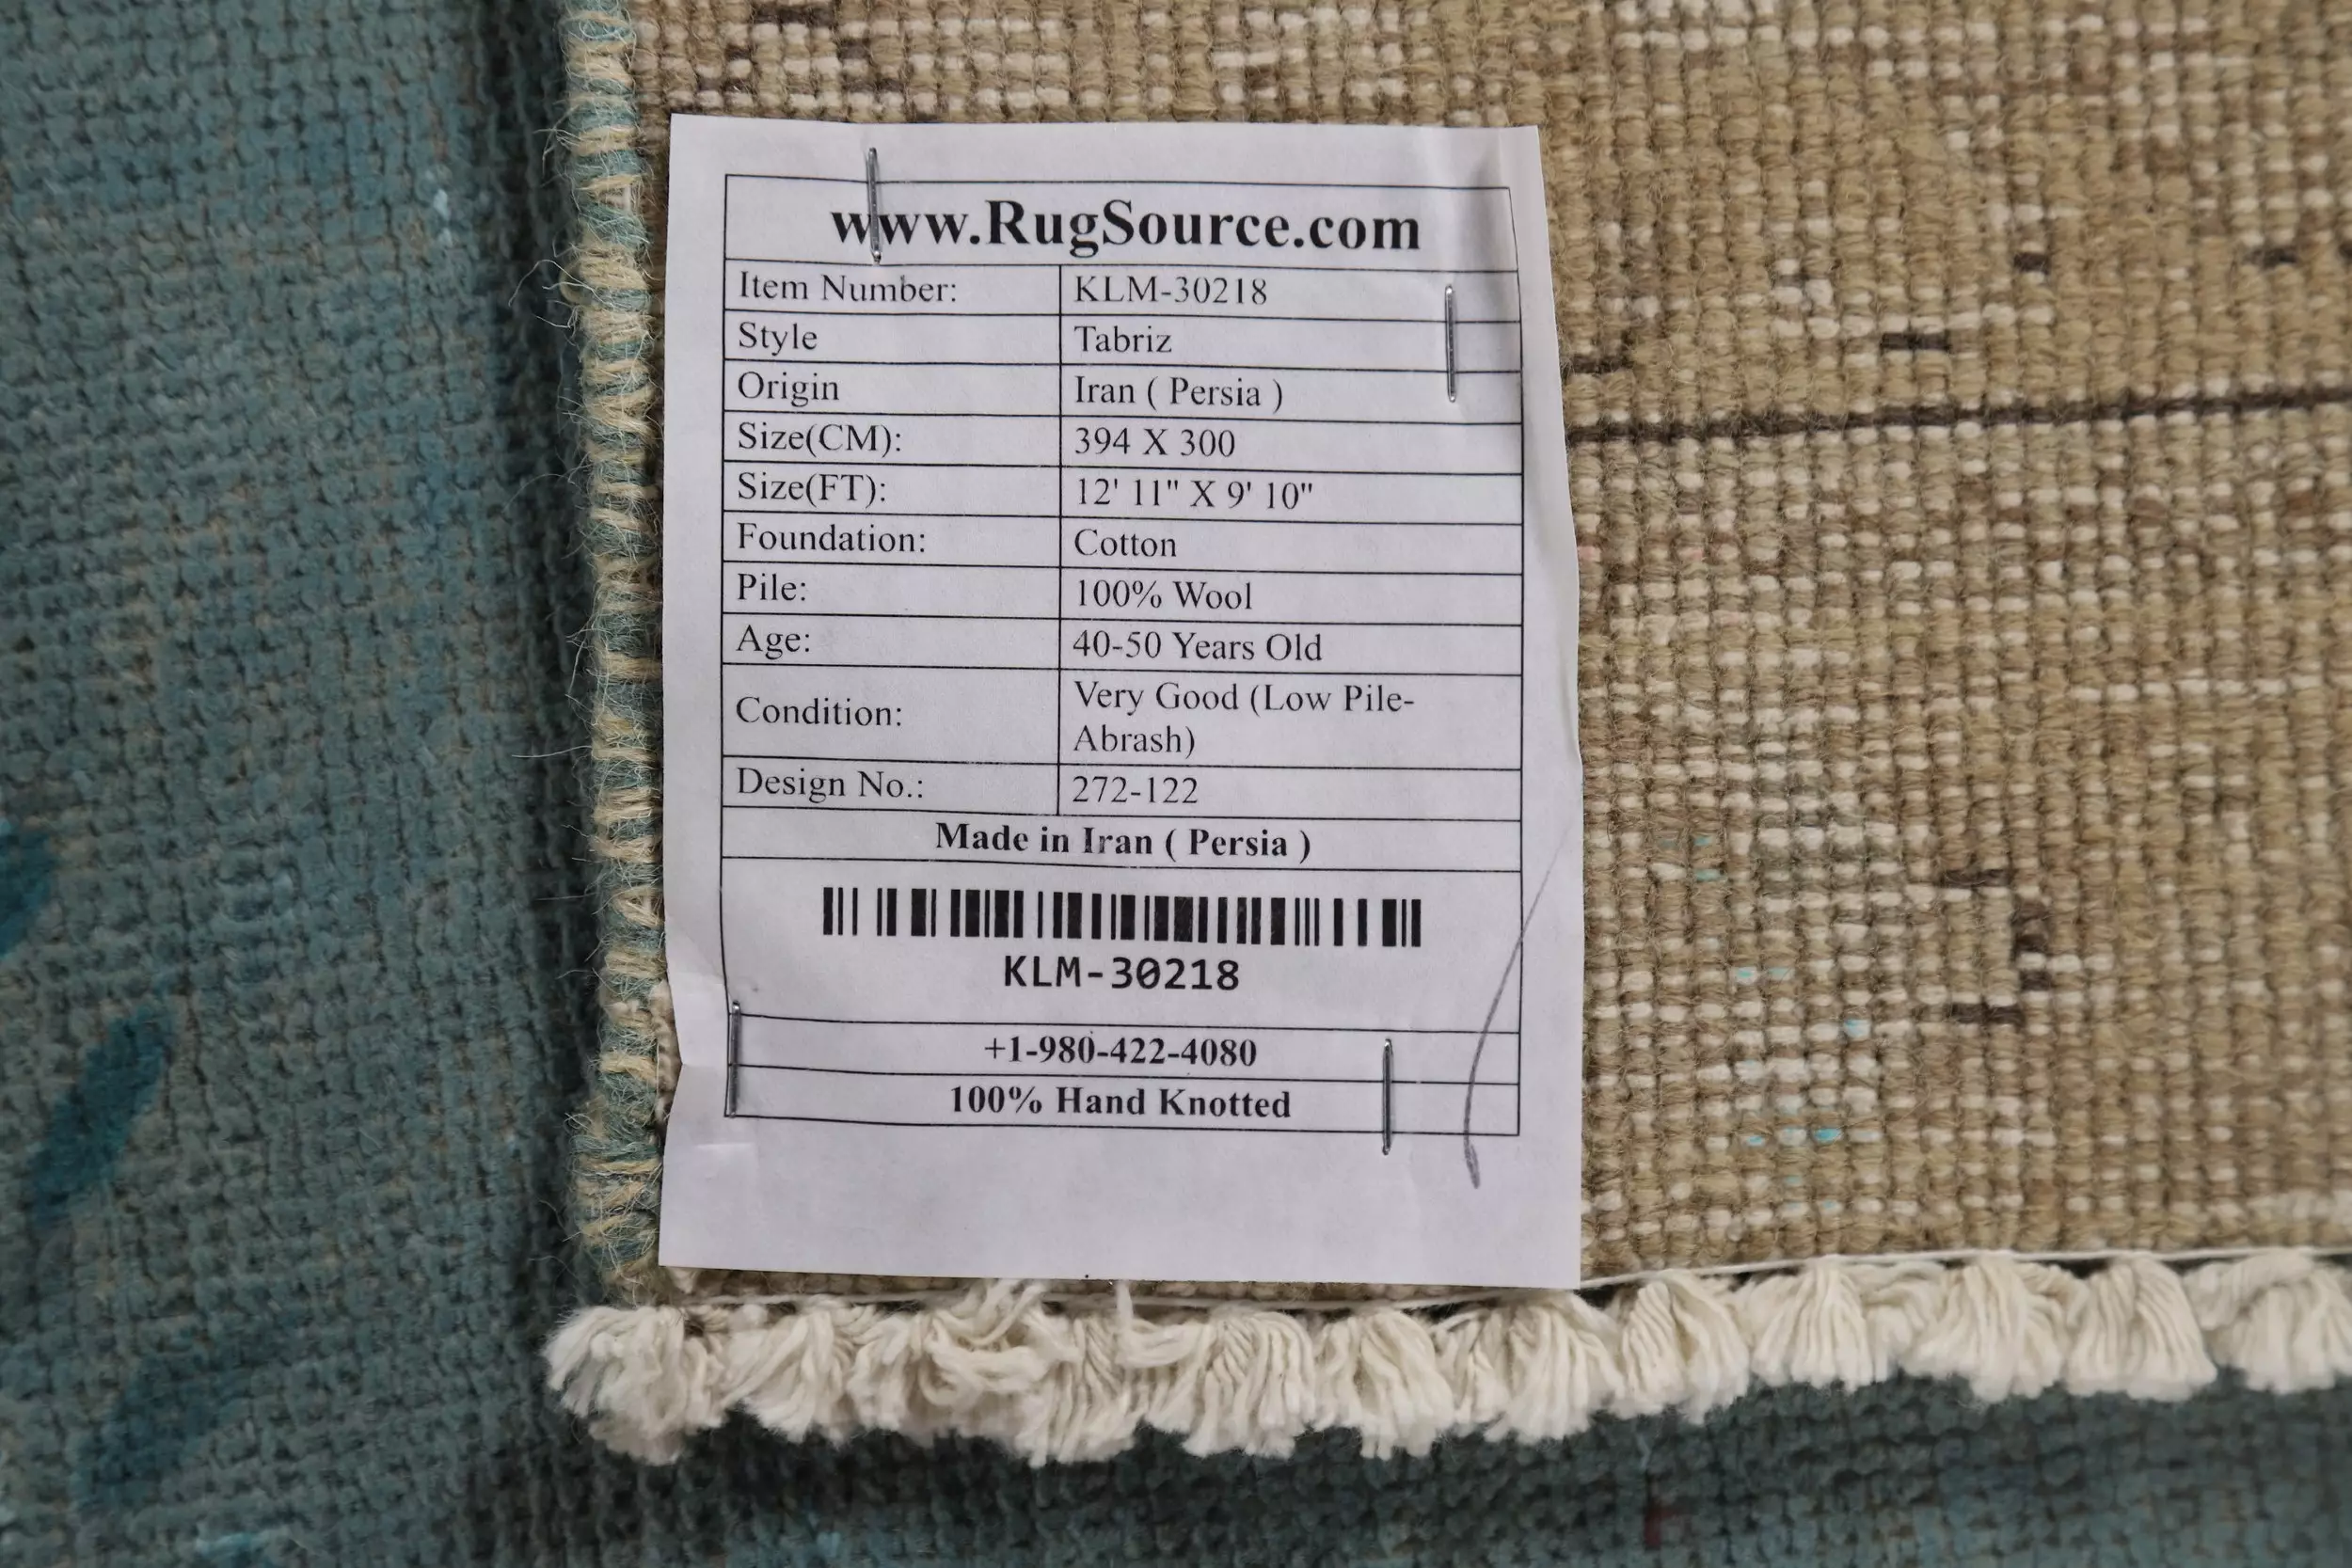 www.RugSource.com
Item Number: KLM-30218
Style Tabriz
Origin Iran ( Persia )
Size(CM): 394 X 300
Size(FT): 12' 11" X 9' 10"
Foundation: Cotton
Pile: 100% Wool
Age: 40-50 Years Old
Condition: Very Good (Low Pile-
Abrash)
Design No.: 272-122
Made in Iran ( Persia )
KLM-30218
+1-980-422-4080
100% Hand Knotted